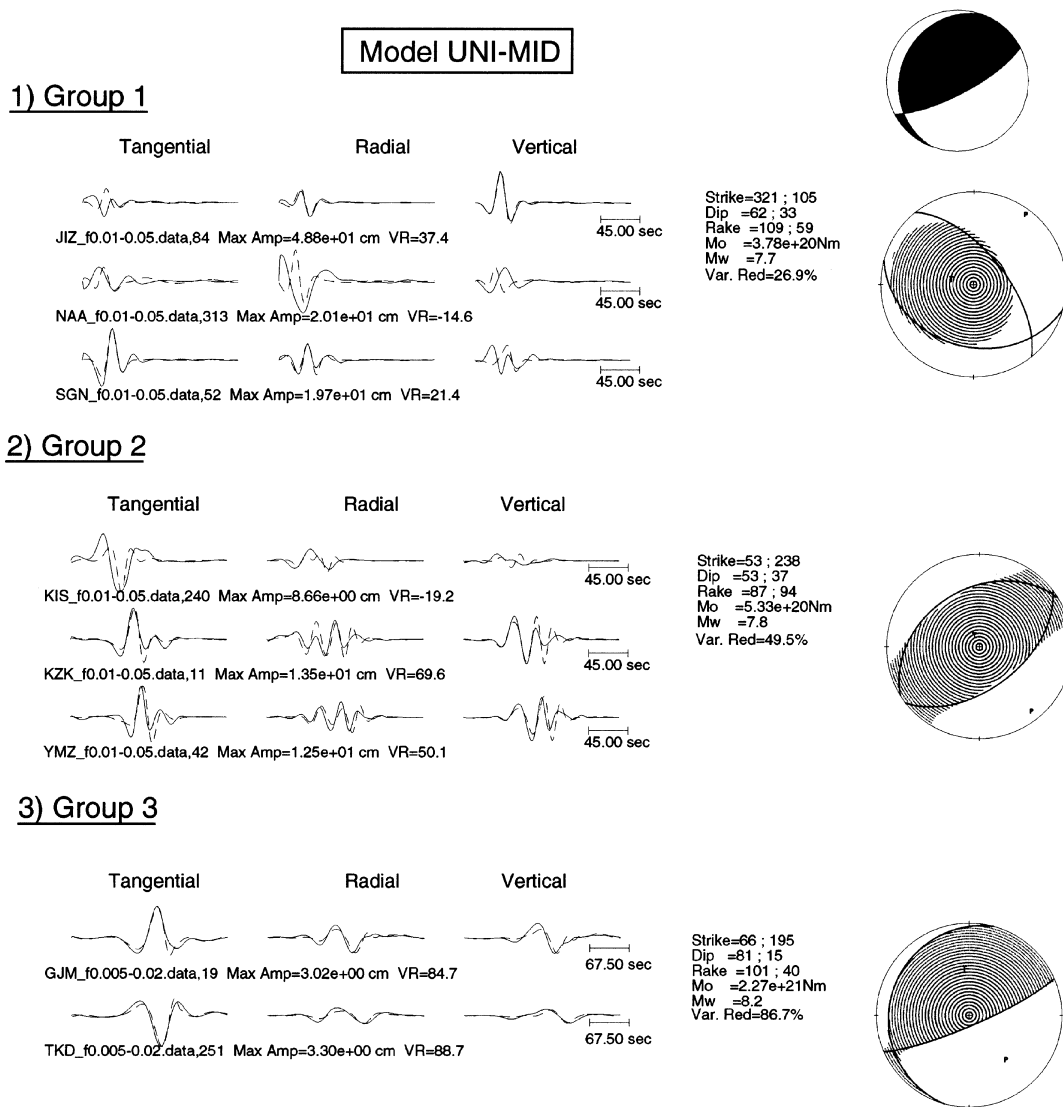 Model UNI-MID
1) Group 1
Tangential Radial Vertical
45.00 sec
JIZ_f0.01-0.05.data,84 Max Amp=4.88e+01 cm VR=37.4
45.00 sec
NAA_f0.01-0.05.data,313 Max Amp=2.01e+01 cm VR=-14.6
45.00 sec
SGN_f0.01-0.05.data,52 Max Amp=1.97e+01 cm VR=21.4
Strike=321 ; 105
Dip =62 ; 33
Rake =109 ; 59
Mo =3.78e+20Nm
Mw =7.7
Var. Red=26.9%
P
2) Group 2
Tangential Radial Vertical
45.00 sec
KIS_f0.01-0.05.data,240 Max Amp=8.66e+00 cm VR=-19.2
45.00 sec
KZK_f0.01-0.05.data,11 Max Amp=1.35e+01 cm VR=69.6
45.00 sec
YMZ_f0.01-0.05.data,42 Max Amp=1.25e+01 cm VR=50.1
Strike=53 ; 238
Dip =53 ; 37
Rake =87 ; 94
Mo =5.33e+20Nm
Mw =7.8
Var. Red=49.5%
P
3) Group 3
Tangential Radial Vertical
67.50 sec
GJM_f0.005-0.02.data,19 Max Amp=3.02e+00 cm VR=84.7
67.50 sec
TKD_f0.005-0.02.data,251 Max Amp=3.30e+00 cm VR=88.7
Strike=66 ; 195
Dip =81 ; 15
Rake =101 ; 40
Mo =2.27e+21Nm
Mw =8.2
Var. Red=86.7%
P